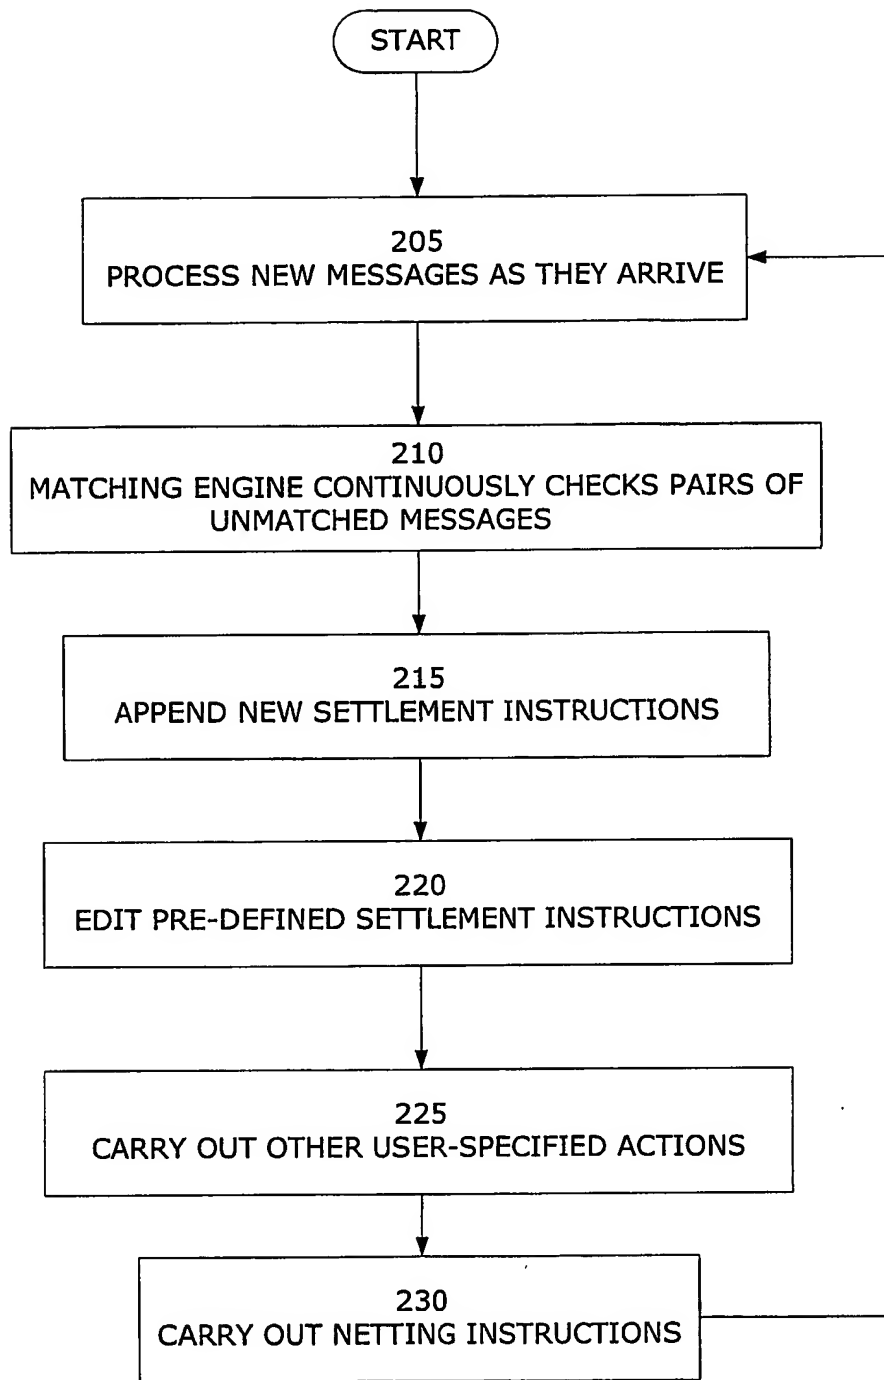 START
205
PROCESS NEW MESSAGES AS THEY ARRIVE
210
MATCHING ENGINE CONTINUOUSLY CHECKS PAIRS OF
UNMATCHED MESSAGES
215
APPEND NEW SETTLEMENT INSTRUCTIONS
220
EDIT PRE-DEFINED SETTLEMENT INSTRUCTIONS
225
CARRY OUT OTHER USER-SPECIFIED ACTIONS
230
CARRY OUT NETTING INSTRUCTIONS